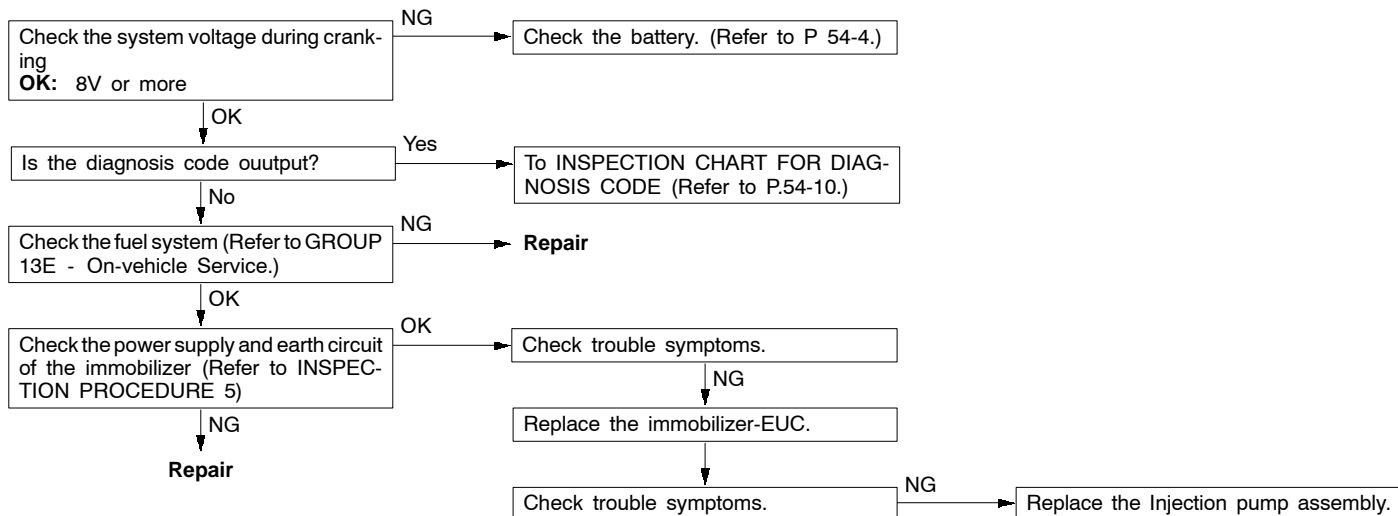 NG
Check the system voltage during crank-
ing
OK: 8V or more
Check the battery. (Refer to P 54-4.)
OK
Is the diagnosis code ouutput?
Yes
To INSPECTION CHART FOR DIAG-
NOSIS CODE (Refer to P.54-10.)
No
Check the fuel system (Refer to GROUP
13E - On-vehicle Service.)
NG
Repair
OK
Check the power supply and earth circuit
of the immobilizer (Refer to INSPEC-
TION PROCEDURE 5)
OK
Check trouble symptoms.
NG
NG
Repair
Replace the immobilizer-EUC.
Check trouble symptoms.
NG
Replace the Injection pump assembly.